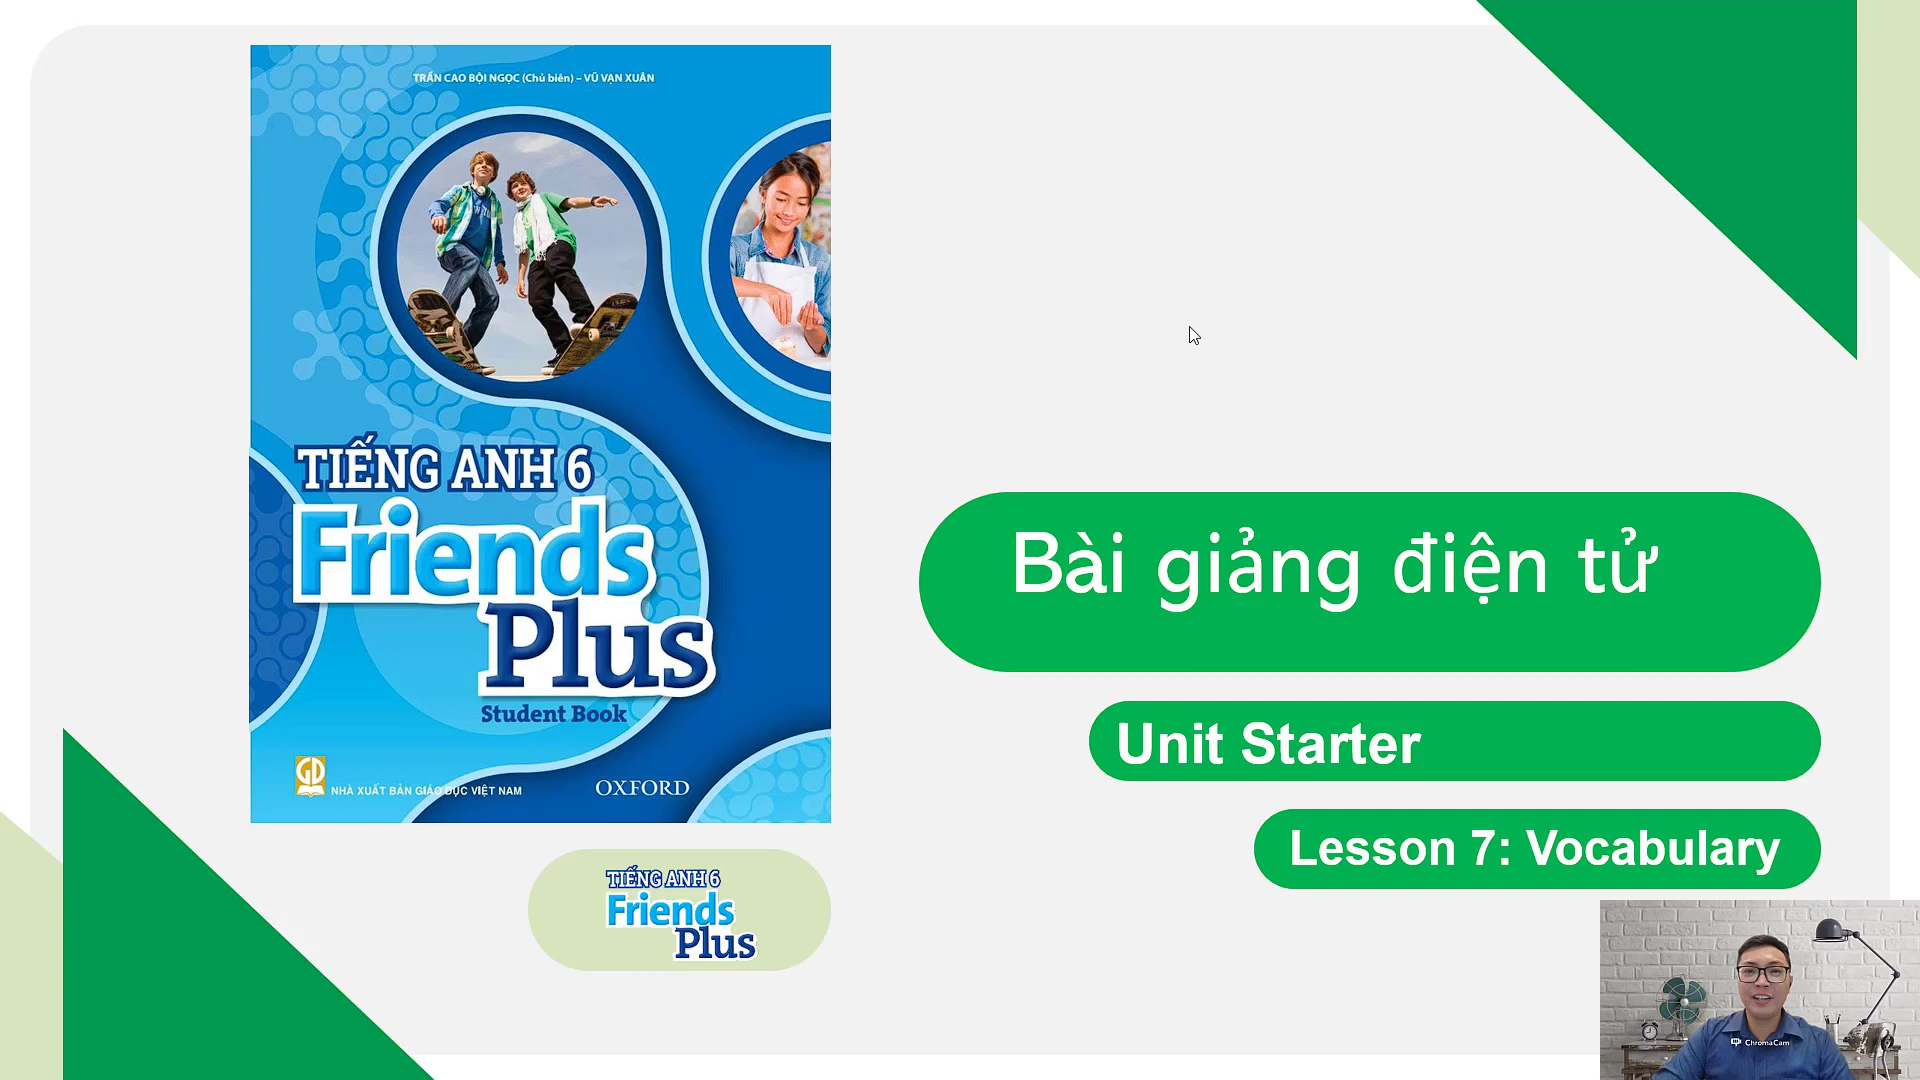 TRẦN CAO BỘI NGỌC (Chủ biên) – VŨ VẠN XUÂN
TIẾNG ANH 6
Friends
Plus
Student Book
NHÀ XUẤT BẢN GIÁO DỤC VIỆT NAM
OXFORD
TIẾNG ANH 6
Friends
Plus
Bài giảng điện tử
Unit Starter
Lesson 7: Vocabulary
ChromaCam